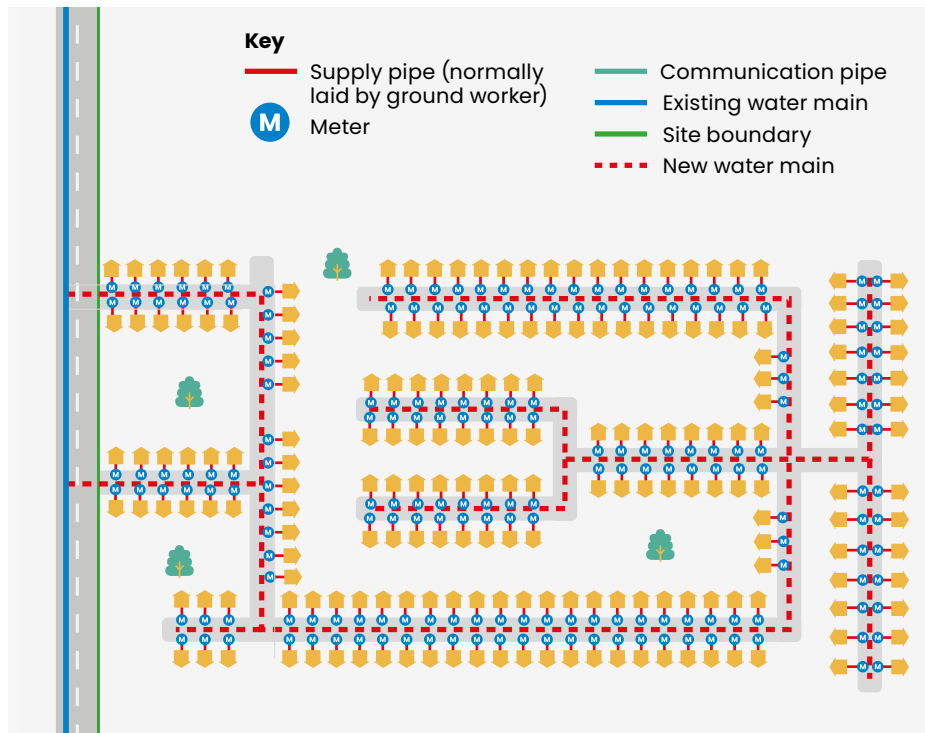 Key
Supply pipe (normally
laid by ground worker)
M
Meter
Communication pipe
Existing water main
Site boundary
New water main